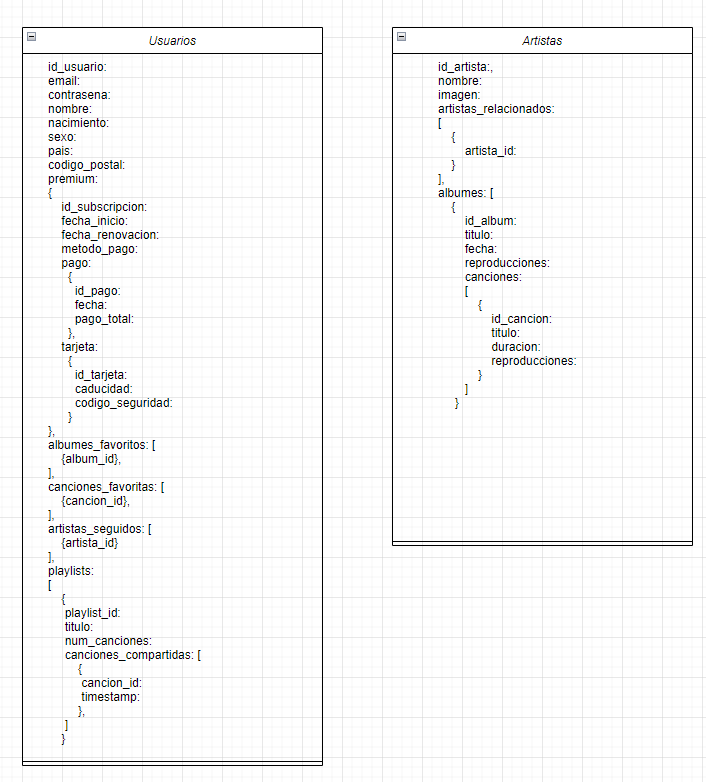 Usuarios
id_usuario:
email:
contrasena:
nombre:
nacimiento:
sexo:
pais:
codigo_postal:
premium:
{
id_subscripcion:
fecha_inicio:
fecha_renovacion:
metodo_pago:
pago:
{
id_pago:
fecha:
pago_total:
},
tarjeta:
{
id_tarjeta:
caducidad:
codigo_seguridad:
}
},
albumes_favoritos: [
{album_id},
],
canciones_favoritas: [
{cancion_id},
],
artistas_seguidos: [
{artista_id}
],
playlists:
[
{
playlist_id:
titulo:
num_canciones:
canciones_compartidas: [
{
cancion_id:
timestamp:
},
]
}
Artistas
id_artista:,
nombre:
imagen:
artistas_relacionados:
[
{
artista_id:
}
],
albumes: [
{
id_album:
titulo:
fecha:
reproducciones:
canciones:
[
{
id_cancion:
titulo:
duracion:
reproducciones:
}
]
}